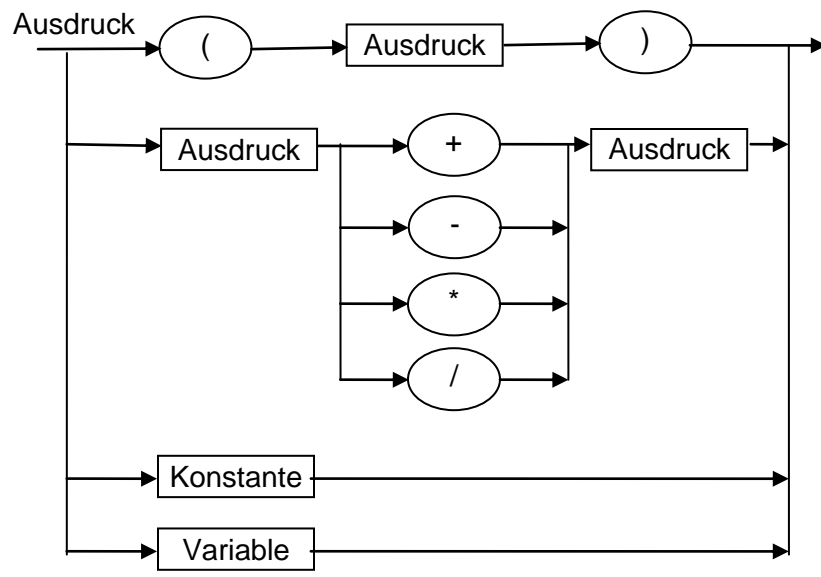 Ausdruck
( Ausdruck )
Ausdruck + Ausdruck
-
*
/
Konstante
Variable